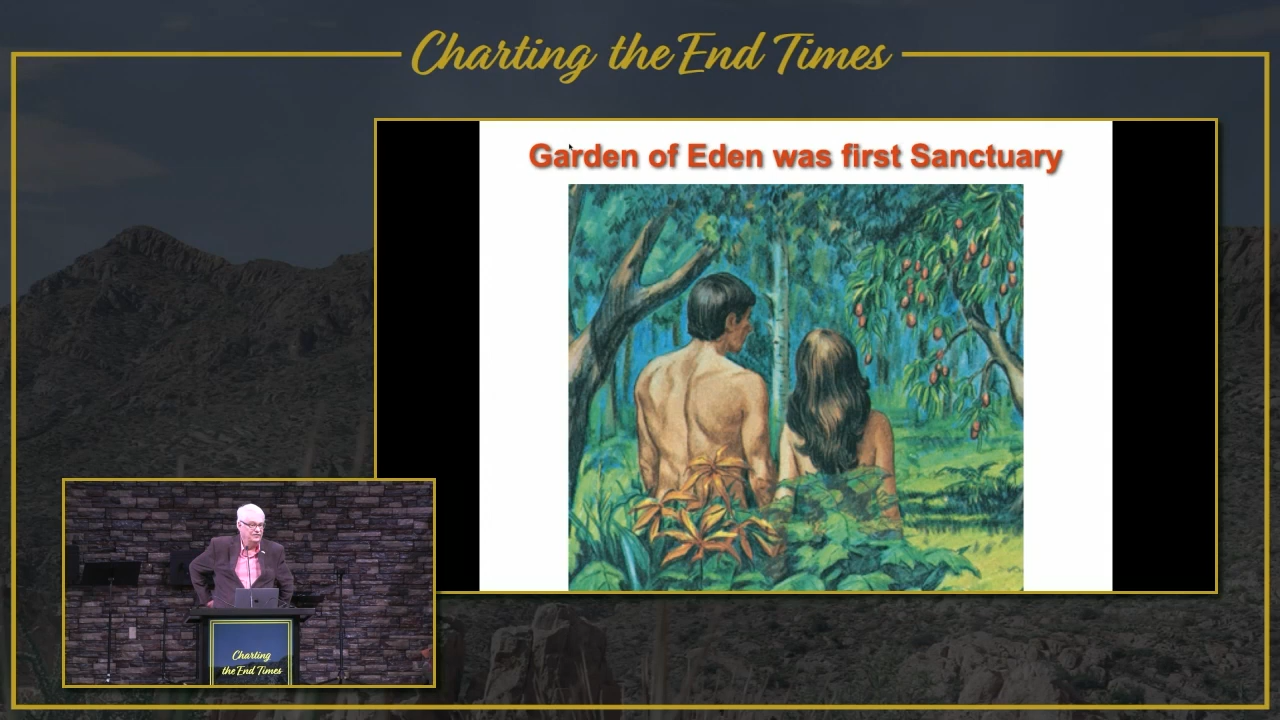 Charting the End Times
Garden of Eden was first Sanctuary
Charting
the End Times